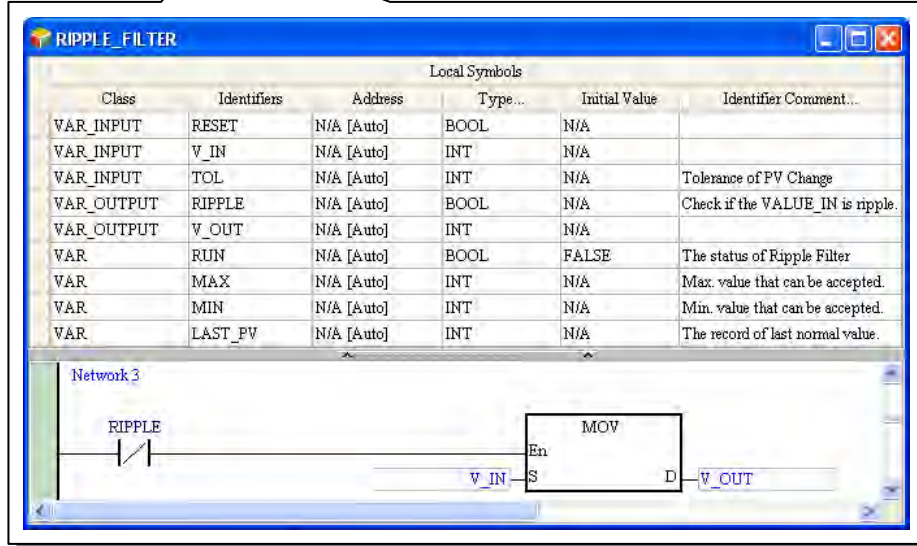 RIPPLE_FILTER
Local Symbols
Class Identifiers Address Type... Initial Value Identifier Comment...
VAR_INPUT RESET N/A [Auto] BOOL N/A
VAR_INPUT V_IN N/A [Auto] INT N/A
VAR_INPUT TOL N/A [Auto] INT N/A Tolerance of PV Change
VAR_OUTPUT RIPPLE N/A [Auto] BOOL N/A Check if the VALUE_IN is ripple.
VAR_OUTPUT V_OUT N/A [Auto] INT N/A
VAR RUN N/A [Auto] BOOL FALSE The status of Ripple Filter
VAR MAX N/A [Auto] INT N/A Max. value that can be accepted.
VAR MIN N/A [Auto] INT N/A Min. value that can be accepted.
VAR LAST_PV N/A [Auto] INT N/A The record of last normal value.
Network 3
RIPPLE MOV
En
V_IN S D V_OUT